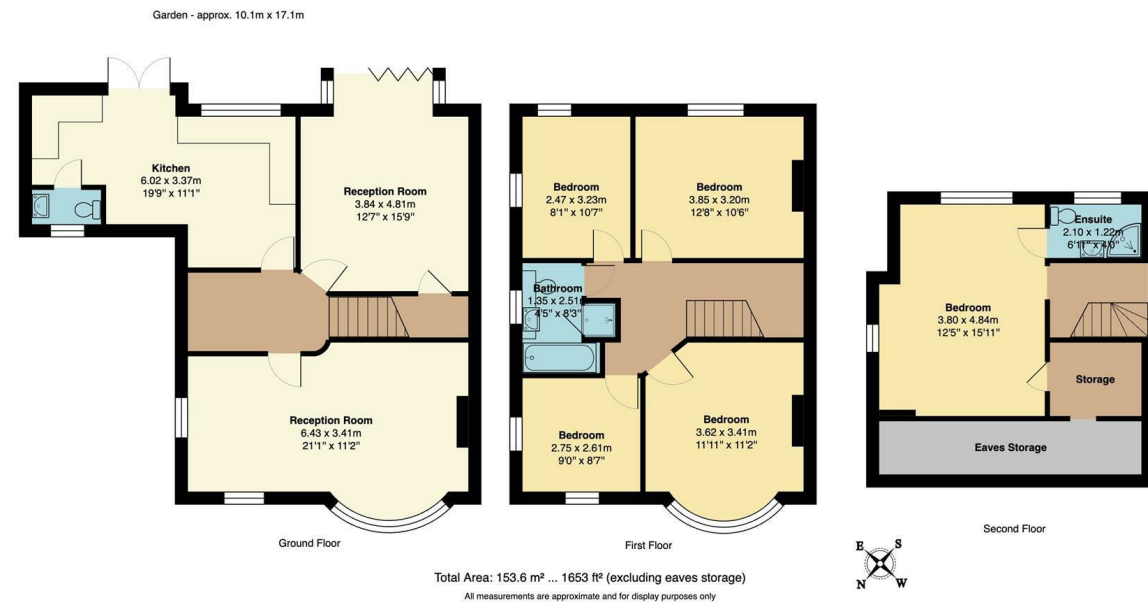 Garden - approx. 10.1m x 17.1m
Kitchen
6.02 x 3.37m
19'9" x 11'1"
Reception Room
3.84 x 4.81m
12'7" x 15'9"
Reception Room
6.43 x 3.41m
21'1" x 11'2"
Ground Floor
Bedroom
2.47 x 3.23m
8'1" x 10'7"
Bedroom
3.85 x 3.20m
12'8" x 10'6"
Bathroom
1.35 x 2.51m
4'5" x 8'3"
Bedroom
2.75 x 2.61m
9'0" x 8'7"
Bedroom
3.62 x 3.41m
11'11" x 11'2"
First Floor
Ensuite
2.10 x 1.22m
6'11" x 4'0"
Bedroom
3.80 x 4.84m
12'5" x 15'11"
Storage
Eaves Storage
Second Floor
E S
N W
Total Area: 153.6 m² ... 1653 ft² (excluding eaves storage)
All measurements are approximate and for display purposes only